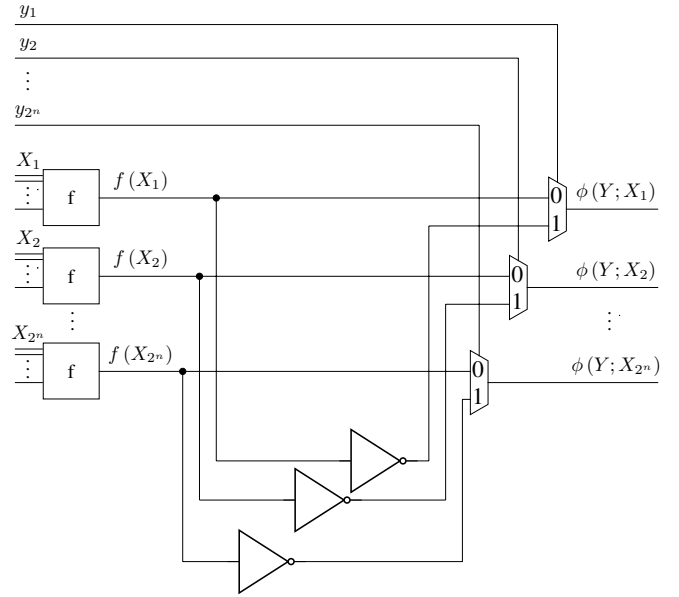 y₁
y₂
⋮
y₂ⁿ
X₁ f f (X₁) 0 ϕ (Y; X₁)
⋮ 1
X₂ f f (X₂) 0 ϕ (Y; X₂)
⋮ 1
⋮ ⋮
X₂ⁿ f f (X₂ⁿ) 0 ϕ (Y; X₂ⁿ)
⋮ 1